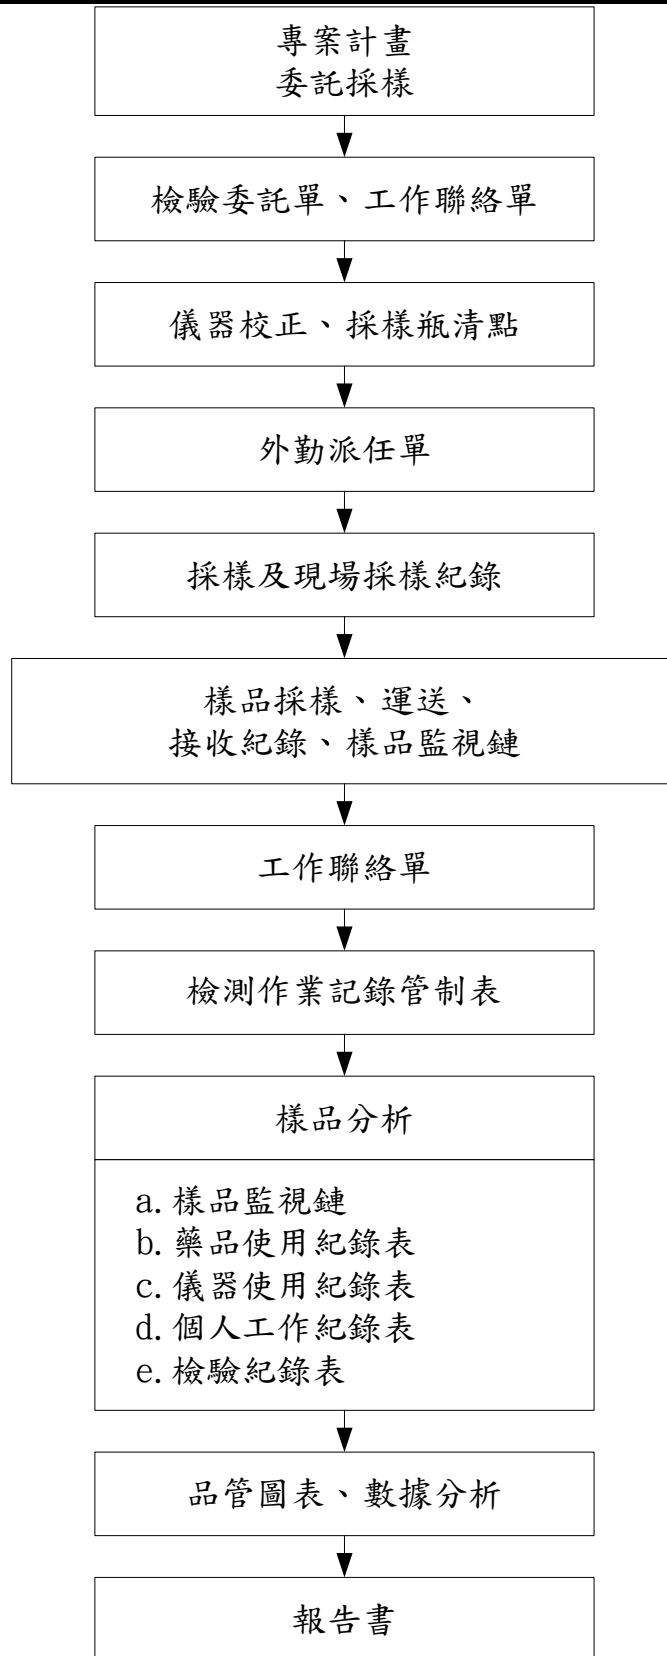 專案計畫
委託採樣
檢驗委託單、工作聯絡單
儀器校正、採樣瓶清點
外勤派任單
採樣及現場採樣紀錄
樣品採樣、運送、
接收紀錄、樣品監視鏈
工作聯絡單
檢測作業記錄管制表
樣品分析
a.樣品監視鏈
b.藥品使用紀錄表
c.儀器使用紀錄表
d.個人工作紀錄表
e.檢驗紀錄表
品管圖表、數據分析
報告書